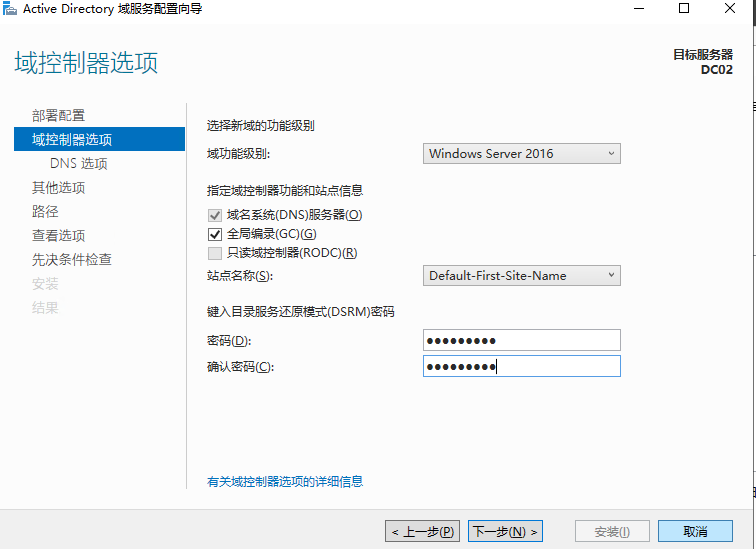 Active Directory 域服务配置向导
域控制器选项
目标服务器
DC02
部署配置
域控制器选项
DNS 选项
其他选项
路径
查看选项
先决条件检查
安装
结果
选择新域的功能级别
域功能级别: Windows Server 2016
指定域控制器功能和站点信息
域名系统(DNS)服务器(O)
全局编录(GC)(G)
只读域控制器(RODC)(R)
站点名称(S): Default-First-Site-Name
键入目录服务还原模式(DSRM)密码
密码(D): ●●●●●●●●●
确认密码(C): ●●●●●●●●●
有关域控制器选项的详细信息
< 上一步(P) 下一步(N) > 安装(I) 取消